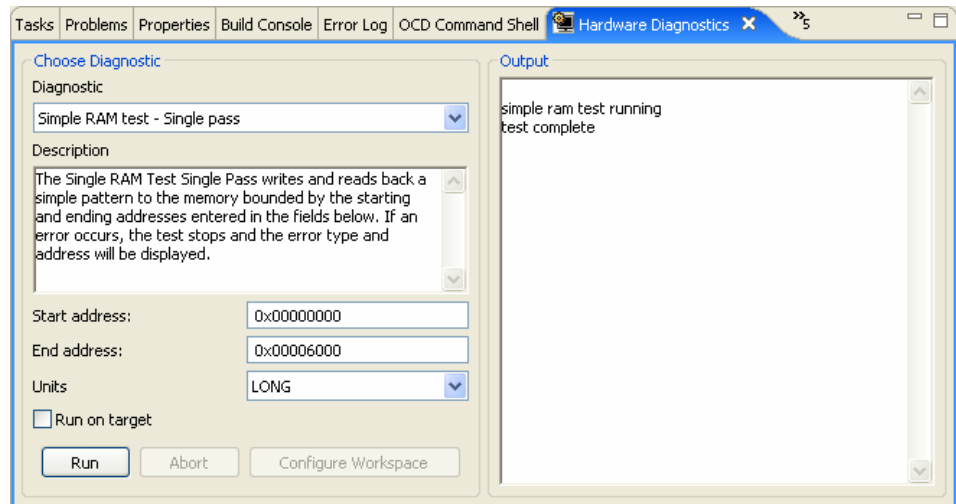 Tasks Problems Properties Build Console Error Log OCD Command Shell Hardware Diagnostics »5
Choose Diagnostic
Diagnostic
Simple RAM test - Single pass
Description
The Single RAM Test Single Pass writes and reads back a
simple pattern to the memory bounded by the starting
and ending addresses entered in the fields below. If an
error occurs, the test stops and the error type and
address will be displayed.
Start address: 0x00000000
End address: 0x00006000
Units LONG
Run on target
Run Abort Configure Workspace
Output
simple ram test running
test complete